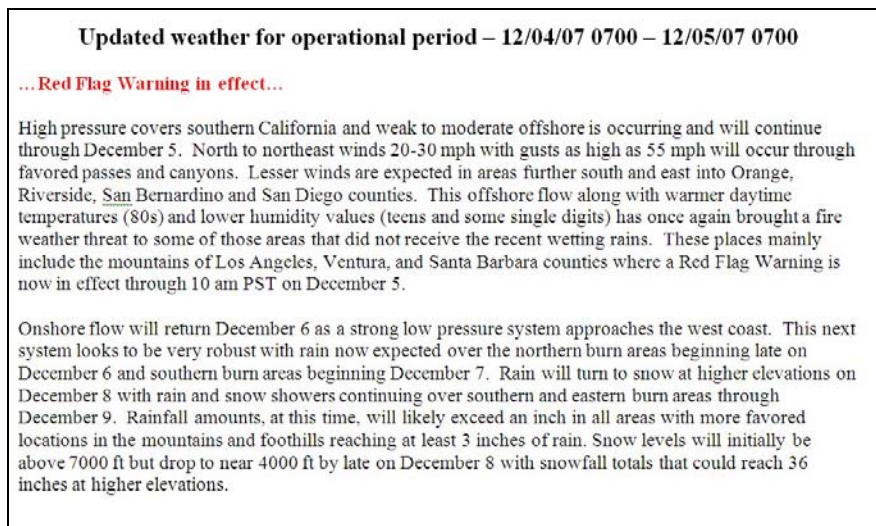 Updated weather for operational period – 12/04/07 0700 – 12/05/07 0700
…Red Flag Warning in effect…
High pressure covers southern California and weak to moderate offshore is occurring and will continue
through December 5.  North to northeast winds 20-30 mph with gusts as high as 55 mph will occur through
favored passes and canyons.  Lesser winds are expected in areas further south and east into Orange,
Riverside, San Bernardino and San Diego counties.  This offshore flow along with warmer daytime
temperatures (80s) and lower humidity values (teens and some single digits) has once again brought a fire
weather threat to some of those areas that did not receive the recent wetting rains.  These places mainly
include the mountains of Los Angeles, Ventura, and Santa Barbara counties where a Red Flag Warning is
now in effect through 10 am PST on December 5.
Onshore flow will return December 6 as a strong low pressure system approaches the west coast.  This next
system looks to be very robust with rain now expected over the northern burn areas beginning late on
December 6 and southern burn areas beginning December 7.  Rain will turn to snow at higher elevations on
December 8 with rain and snow showers continuing over southern and eastern burn areas through
December 9.  Rainfall amounts, at this time, will likely exceed an inch in all areas with more favored
locations in the mountains and foothills reaching at least 3 inches of rain. Snow levels will initially be
above 7000 ft but drop to near 4000 ft by late on December 8 with snowfall totals that could reach 36
inches at higher elevations.